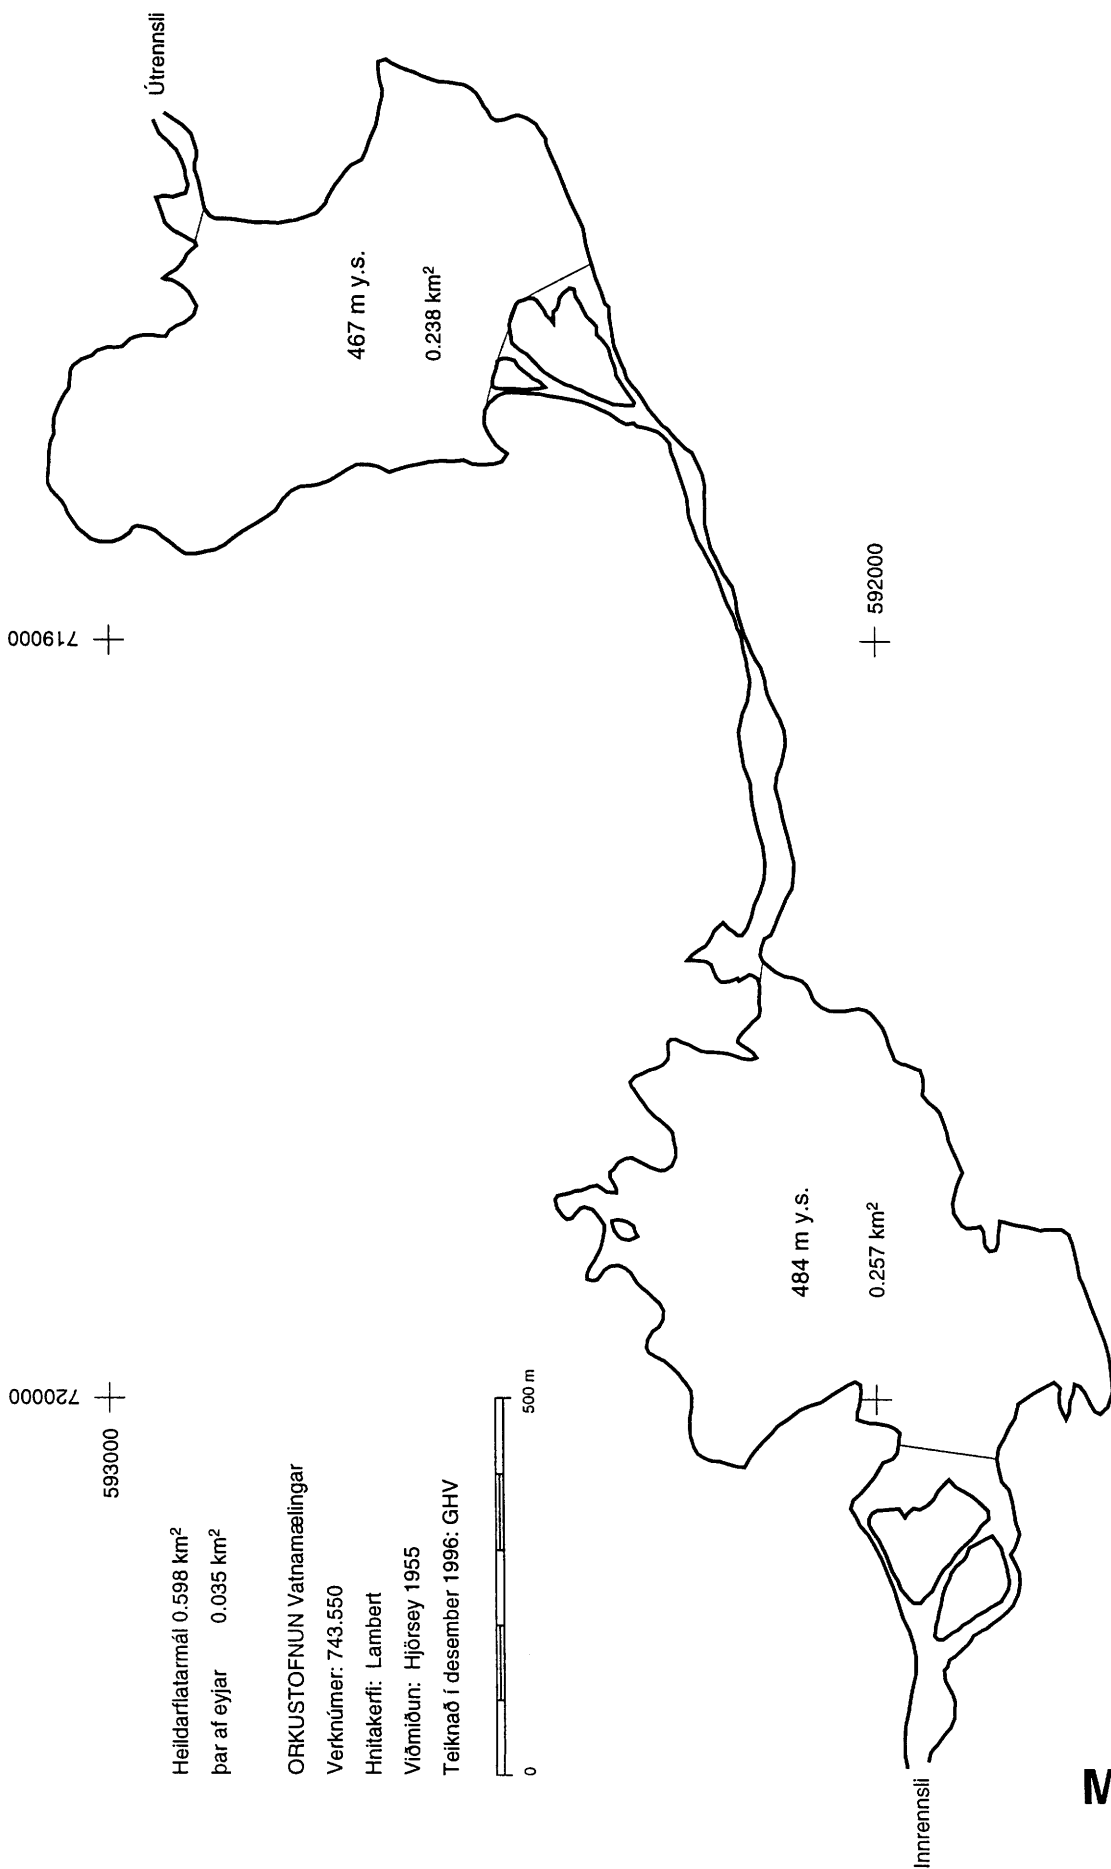 Útrennsli
467 m y.s.
0.238 km²
719000
592000
720000
593000
484 m y.s.
0.257 km²
Heildarflatarmál 0.598 km²
þar af eyjar 0.035 km²
ORKUSTOFNUN Vatnamælingar
Verknúmer: 743.550
Hnitakerfi: Lambert
Viðmiðun: Hjörsey 1955
Teiknað í desember 1996: GHV
0 500 m
Innrennsli
M